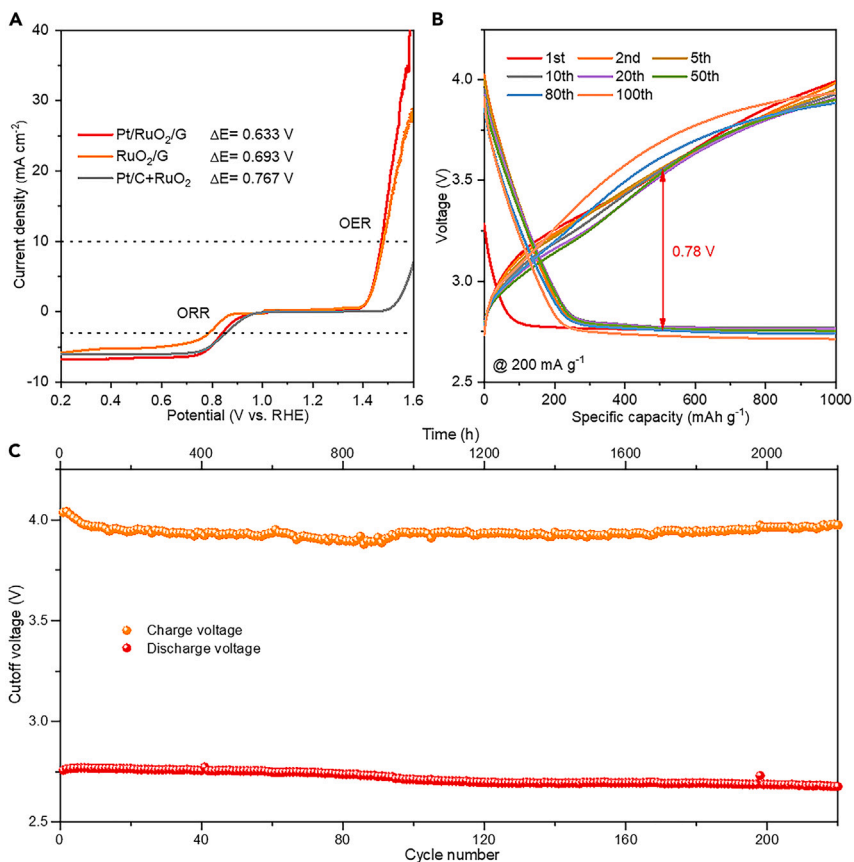 A
40
30
20
10
0
-10
Current density (mA cm⁻²)
Pt/RuO₂/G ΔE= 0.633 V
RuO₂/G ΔE= 0.693 V
Pt/C+RuO₂ ΔE= 0.767 V
OER
ORR
0.2 0.4 0.6 0.8 1.0 1.2 1.4 1.6
Potential (V vs. RHE)
B
4.0
3.5
3.0
2.5
Voltage (V)
1st 2nd 5th
10th 20th 50th
80th 100th
0.78 V
@ 200 mA g⁻¹
0 200 400 600 800 1000
Specific capacity (mAh g⁻¹)
C
Time (h)
0 400 800 1200 1600 2000
4.0
3.5
3.0
2.5
Cutoff voltage (V)
Charge voltage
Discharge voltage
0 40 80 120 160 200
Cycle number